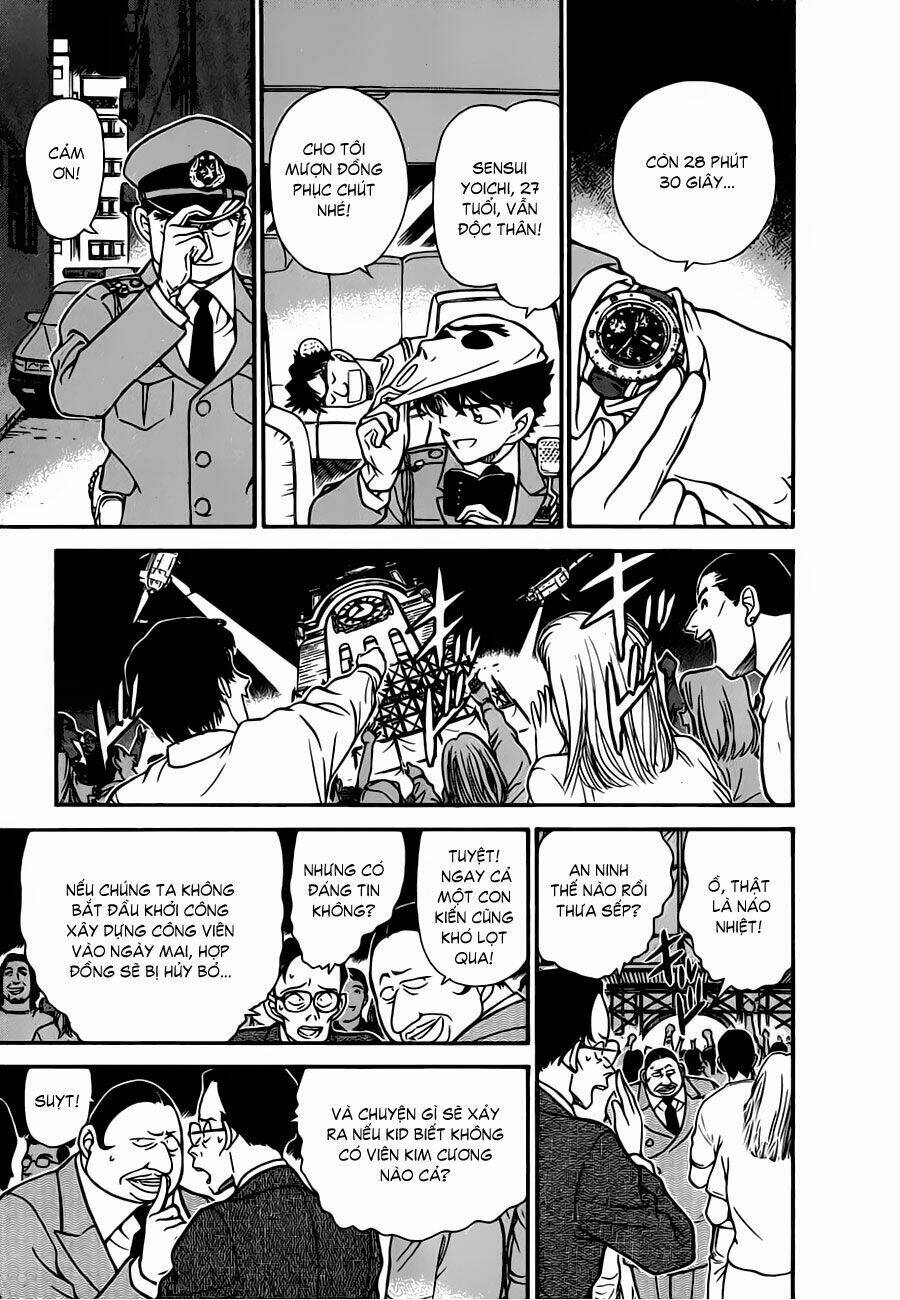 CÒN 28 PHÚT
30 GIÂY...
SENSUI
YOICHI, 27
TUỔI, VẪN
ĐỘC THÂN!
CHO TÔI
MƯỢN ĐỒNG
PHỤC CHÚT
NHÉ!
CẢM
ƠN!
Ồ, THẬT
LÀ NÁO
NHIỆT!
AN NINH
THẾ NÀO RỒI
THƯA SẾP?
TUYỆT!
NGAY CẢ
MỘT CON
KIẾN CŨNG
KHÓ LỌT
QUA!
NHƯNG CÓ
ĐÁNG TIN
KHÔNG?
NẾU CHÚNG TA KHÔNG
BẮT ĐẦU KHỞI CÔNG
XÂY DỰNG CÔNG VIÊN
VÀO NGÀY MAI, HỢP
ĐỒNG SẼ BỊ HỦY BỎ...
VÀ CHUYỆN GÌ SẼ XẢY
RA NẾU KID BIẾT KHÔNG
CÓ VIÊN KIM CƯƠNG
NÀO CẢ?
SUỴT!